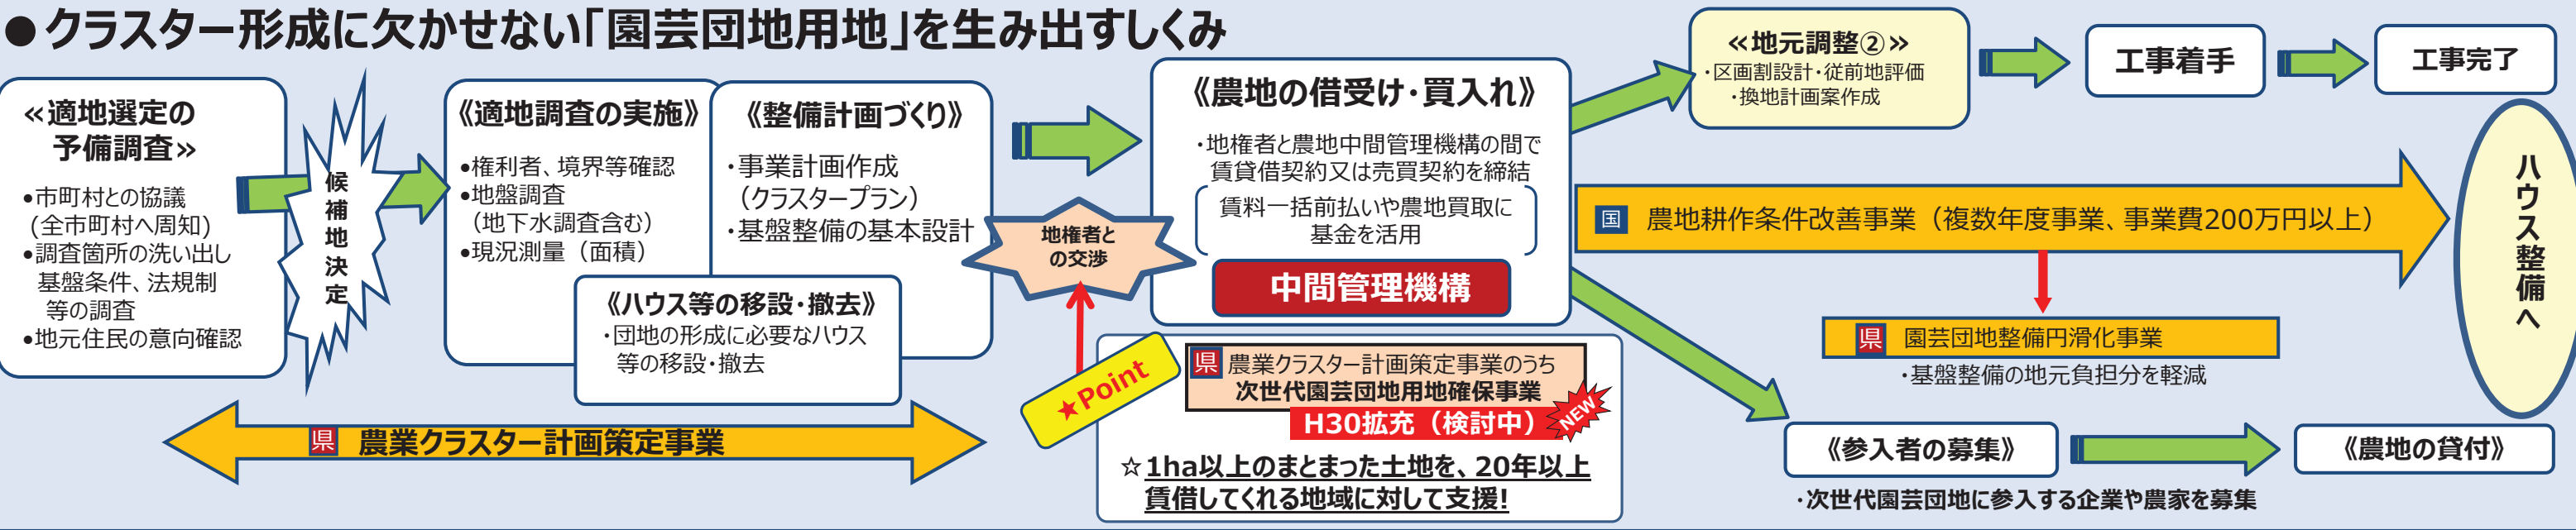 ●クラスター形成に欠かせない「園芸団地用地」を生み出すしくみ
≪適地選定の
予備調査≫
●市町村との協議
(全市町村へ周知)
●調査箇所の洗い出し
基盤条件、法規制
等の調査
●地元住民の意向確認
候補地決定
《適地調査の実施》
●権利者、境界等確認
●地盤調査
（地下水調査含む）
●現況測量（面積）
《整備計画づくり》
・事業計画作成
（クラスタープラン）
・基盤整備の基本設計
《ハウス等の移設・撤去》
・団地の形成に必要なハウス
等の移設・撤去
県 農業クラスター計画策定事業
地権者と
の交渉
《農地の借受け・買入れ》
・地権者と農地中間管理機構の間で
賃貸借契約又は売買契約を締結
賃料一括前払いや農地買取に
基金を活用
中間管理機構
★Point
県 農業クラスター計画策定事業のうち
次世代園芸団地用地確保事業
H30拡充（検討中）
NEW
☆1ha以上のまとまった土地を、20年以上
賃借してくれる地域に対して支援!
≪地元調整②≫
・区画割設計・従前地評価
・換地計画案作成
工事着手
工事完了
国 農地耕作条件改善事業（複数年度事業、事業費200万円以上）
県 園芸団地整備円滑化事業
・基盤整備の地元負担分を軽減
《参入者の募集》
・次世代園芸団地に参入する企業や農家を募集
《農地の貸付》
ハウス整備へ